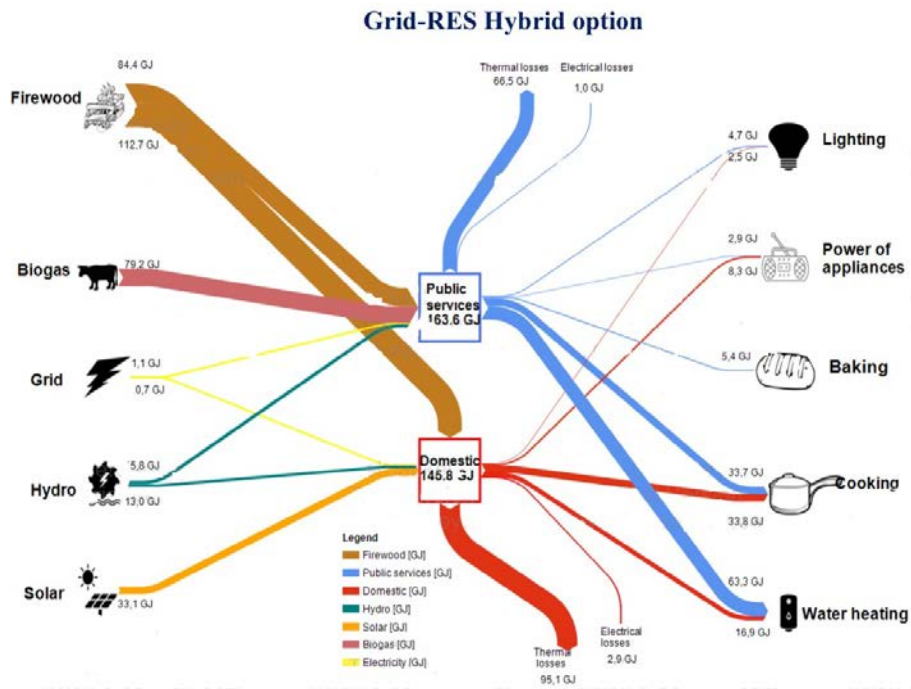 Grid-RES Hybrid option
84,4 GJ
Firewood
112,7 GJ
Thermal losses
66,5 GJ
Electrical losses
1,0 GJ
4,7 GJ
2,5 GJ
Lighting
79,2 GJ
Biogas
Public
services
163.6 GJ
2,9 GJ
8,3 GJ
Power of
appliances
1,1 GJ
Grid
0,7 GJ
5,4 GJ
Baking
5,8 GJ
Hydro
13,0 GJ
Domestic
145.8 GJ
33,7 GJ
Cooking
33,8 GJ
Solar
33,1 GJ
Legend
Firewood [GJ]
Public services [GJ]
Domestic [GJ]
Hydro [GJ]
Solar [GJ]
Biogas [GJ]
Electricity [GJ]
63,3 GJ
Water heating
16,9 GJ
Electrical
losses
2,9 GJ
Thermal
losses
95,1 GJ